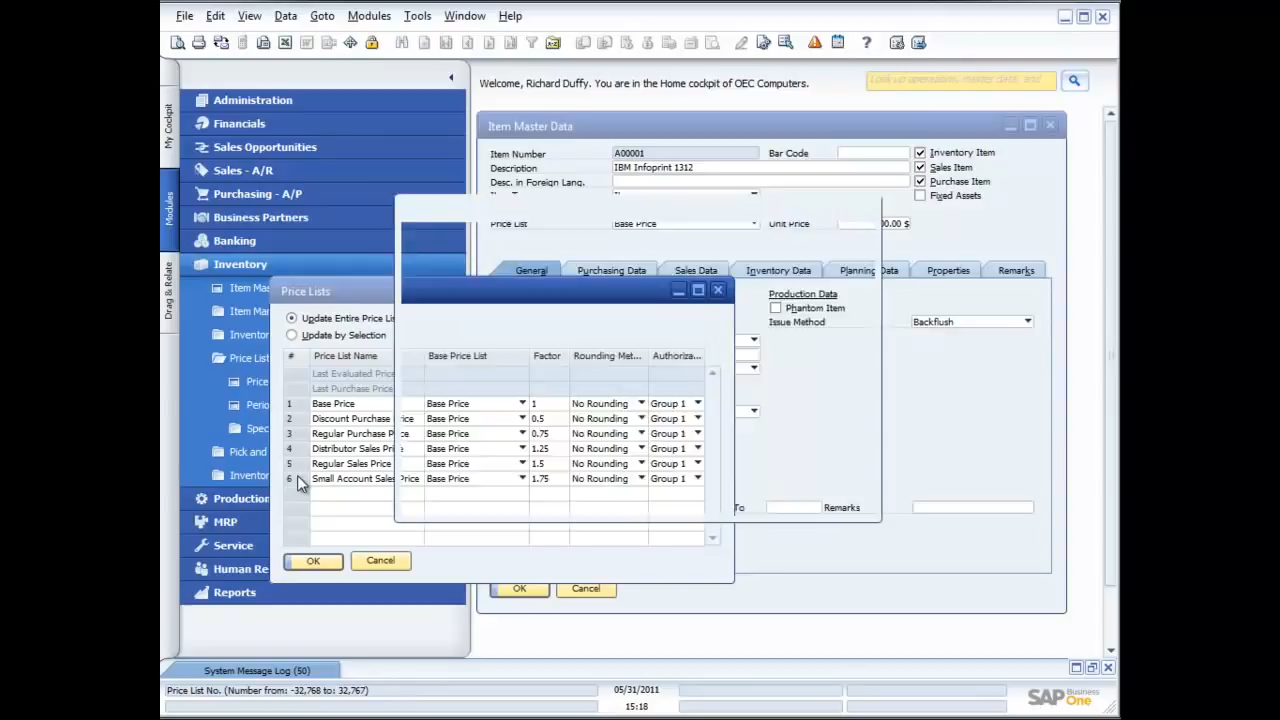 File Edit View Data Goto Modules Tools Window Help
Welcome, Richard Duffy. You are in the Home cockpit of OEC Computers.
My Cockpit
Modules
Drag & Relate
Administration
Financials
Sales Opportunities
Sales - A/R
Purchasing - A/P
Business Partners
Banking
Inventory
Item Mas
Item Ma
Inventor
Price List
Price
Perio
Spec
Pick and
Inventor
Production
MRP
Service
Human Re
Reports
Item Master Data
Item Number A00001 Bar Code Inventory Item
Description IBM Infoprint 1312 Sales Item
Desc. in Foreign Lang. Purchase Item
Fixed Assets
Price List Base Price Unit Price 00.00 $
General Purchasing Data Sales Data Inventory Data Planning Data Properties Remarks
Production Data
Phantom Item
Issue Method Backflush
To Remarks
OK Cancel
Price Lists
Update Entire Price Lis
Update by Selection
# Price List Name Base Price List Factor Rounding Met... Authoriza...
Last Evaluated Price
Last Purchase Price
1 Base Price Base Price 1 No Rounding Group 1
2 Discount Purchase Price Base Price 0.5 No Rounding Group 1
3 Regular Purchase Price Base Price 0.75 No Rounding Group 1
4 Distributor Sales Price Base Price 1.25 No Rounding Group 1
5 Regular Sales Price Base Price 1.5 No Rounding Group 1
6 Small Account Sales Price Base Price 1.75 No Rounding Group 1
OK Cancel
System Message Log (50)
Price List No. (Number from: -32,768 to: 32,767) 05/31/2011
15:18
SAP Business One